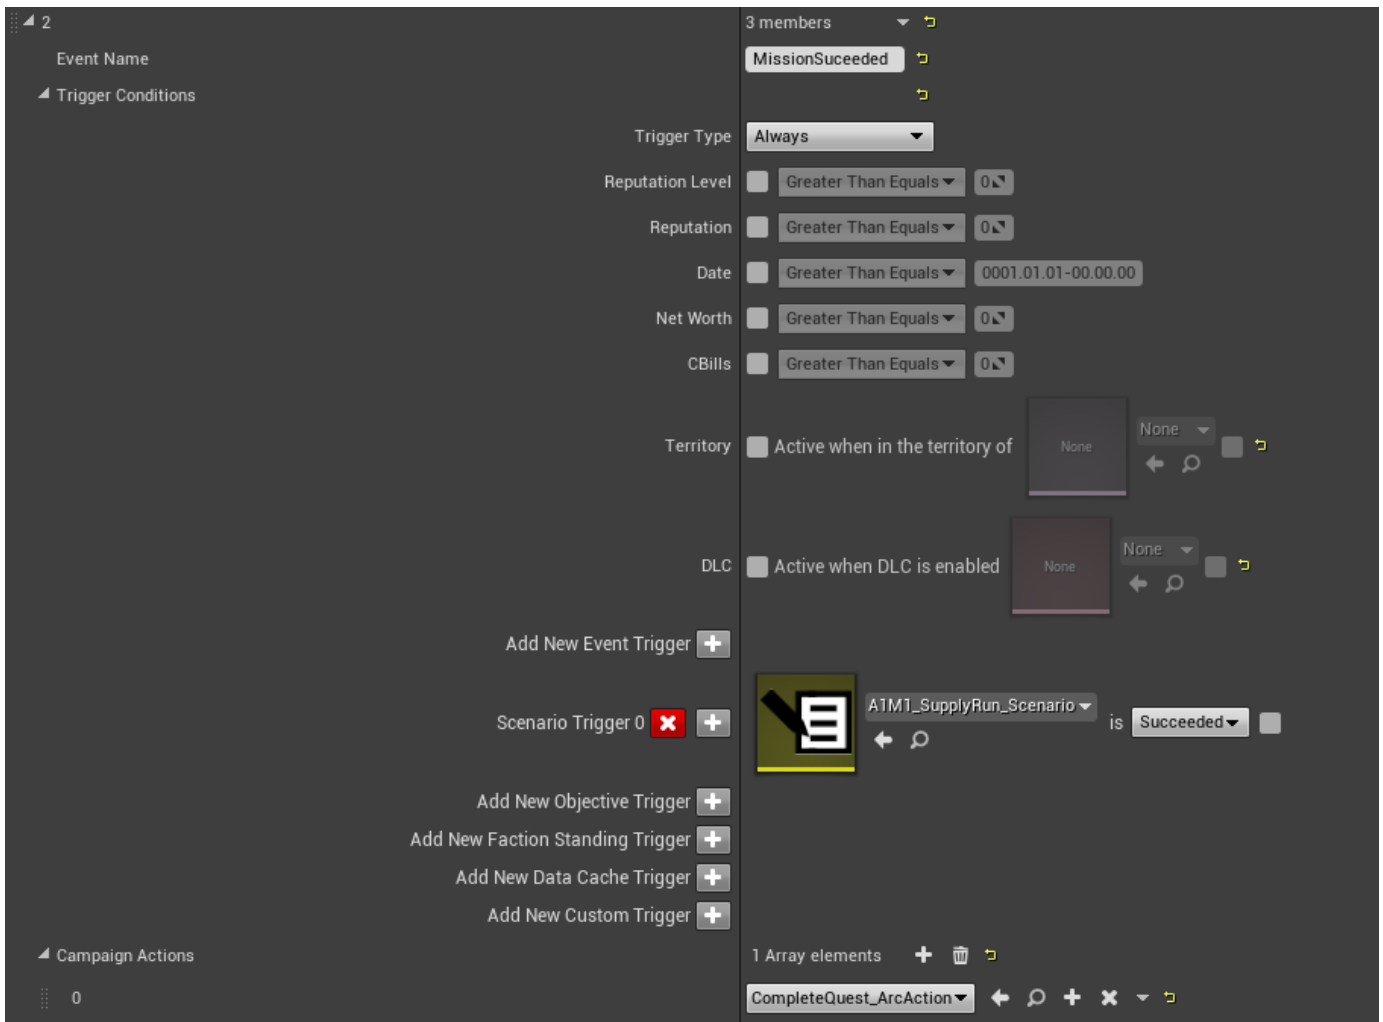 2 3 members
Event Name MissionSuceeded
Trigger Conditions
Trigger Type Always
Reputation Level Greater Than Equals 0
Reputation Greater Than Equals 0
Date Greater Than Equals 0001.01.01-00.00.00
Net Worth Greater Than Equals 0
CBills Greater Than Equals 0
Territory Active when in the territory of None None
DLC Active when DLC is enabled None None
Add New Event Trigger
Scenario Trigger 0 A1M1_SupplyRun_Scenario is Succeeded
Add New Objective Trigger
Add New Faction Standing Trigger
Add New Data Cache Trigger
Add New Custom Trigger
Campaign Actions 1 Array elements
0 CompleteQuest_ArcAction